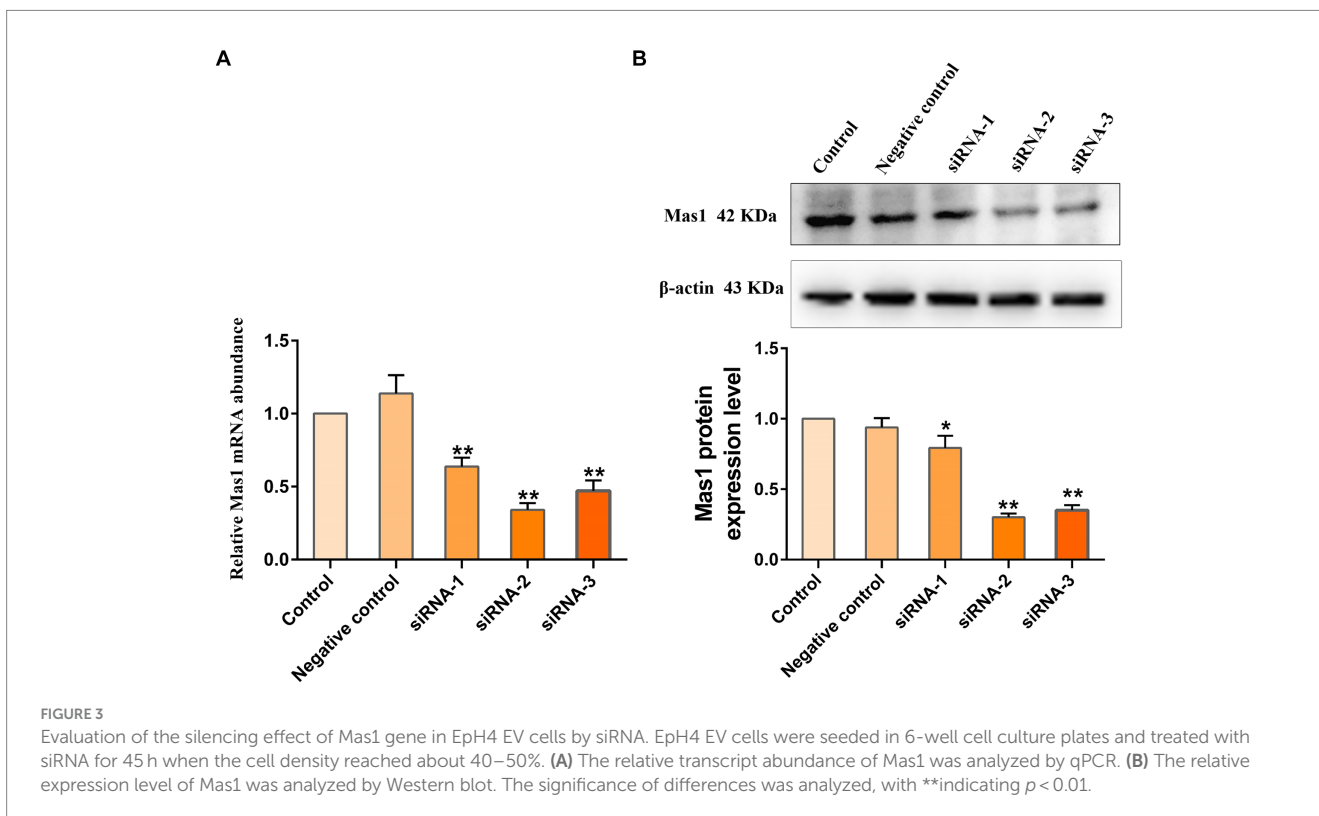 A
B
Control
Negative control
siRNA-1
siRNA-2
siRNA-3
Mas1 42 KDa
β-actin 43 KDa
Relative Mas1 mRNA abundance
1.5
1.0
0.5
0.0
**
**
**
Control
Negative control
siRNA-1
siRNA-2
siRNA-3
Mas1 protein
expression level
1.5
1.0
0.5
0.0
*
**
**
Control
Negative control
siRNA-1
siRNA-2
siRNA-3
FIGURE 3
Evaluation of the silencing effect of Mas1 gene in EpH4 EV cells by siRNA. EpH4 EV cells were seeded in 6-well cell culture plates and treated with
siRNA for 45 h when the cell density reached about 40–50%. (A) The relative transcript abundance of Mas1 was analyzed by qPCR. (B) The relative
expression level of Mas1 was analyzed by Western blot. The significance of differences was analyzed, with **indicating p < 0.01.